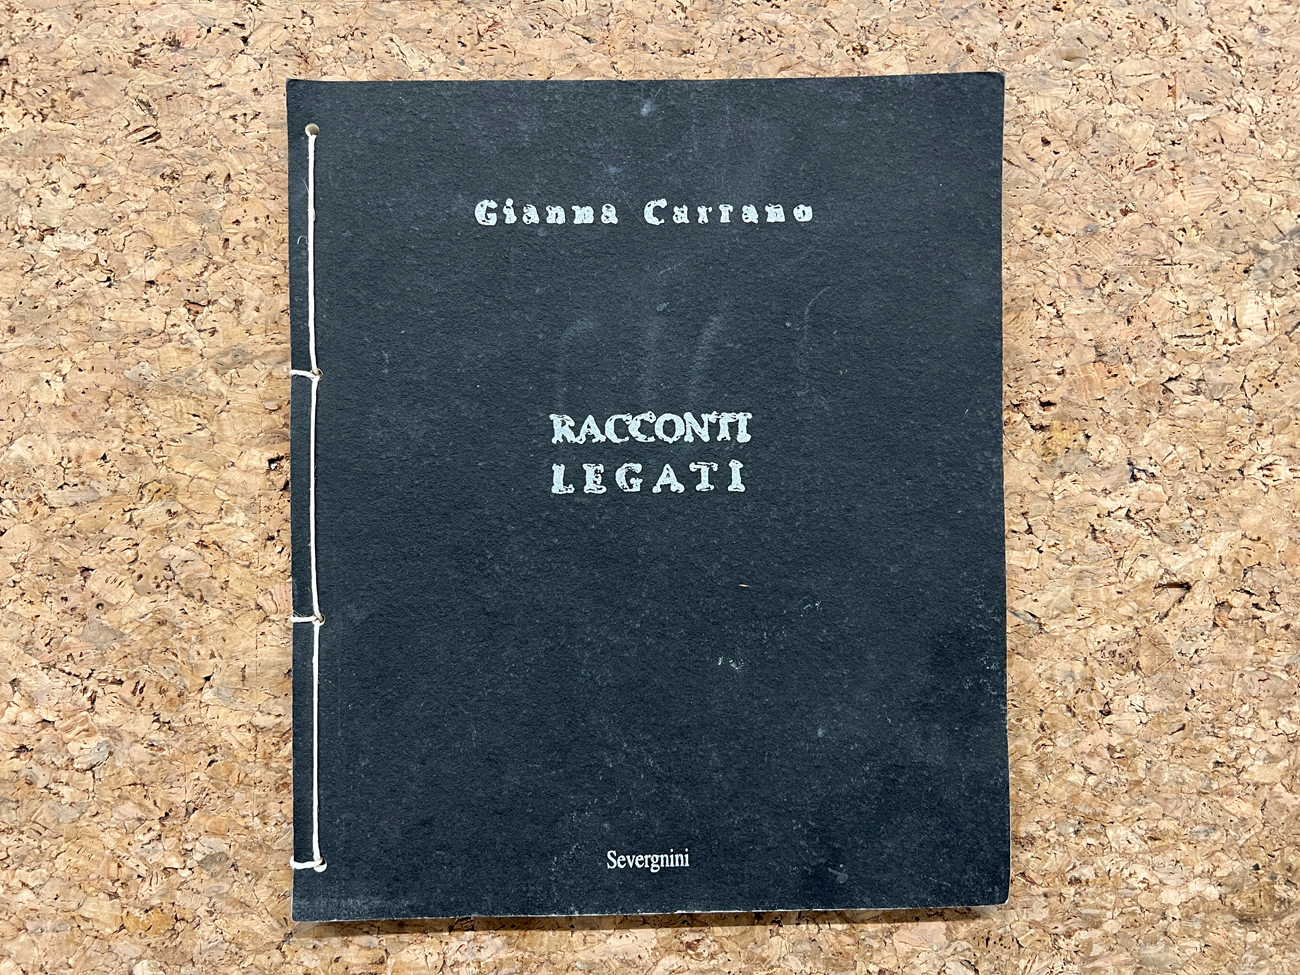 Gianna Carrano
RACCONTI
LEGATI
Severgnini